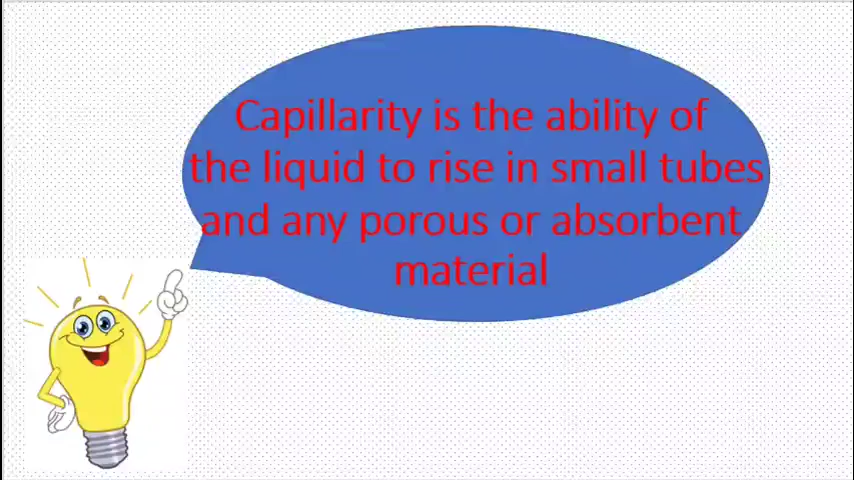 Capillarity is the ability of
the liquid to rise in small tubes
and any porous or absorbent
material